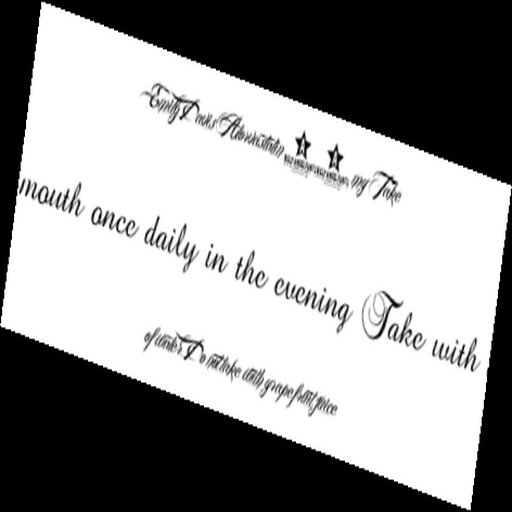 Emily Davis Atorvastatin mg Take
mouth once daily in the evening Take with
of water Do not take with grapefruit juice